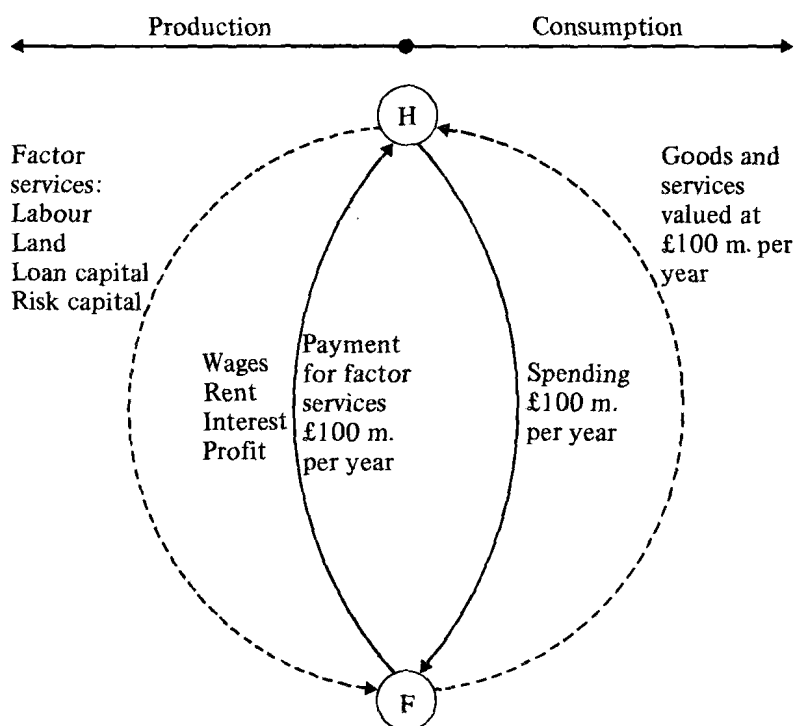 Production
Consumption
H
Factor
services:
Labour
Land
Loan capital
Risk capital
Goods and
services
valued at
£100 m. per
year
Wages
Rent
Interest
Profit
Payment
for factor
services
£100 m.
per year
Spending
£100 m.
per year
F